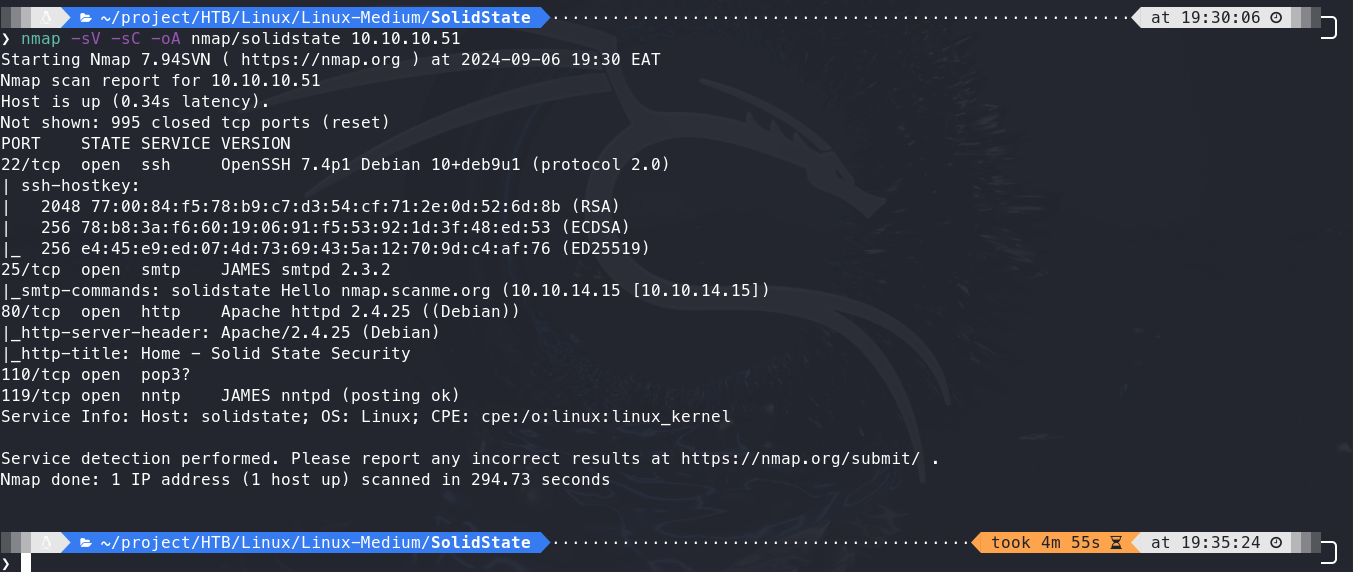 ~/project/HTB/Linux/Linux-Medium/SolidState at 19:30:06
❯ nmap -sV -sC -oA nmap/solidstate 10.10.10.51
Starting Nmap 7.94SVN ( https://nmap.org ) at 2024-09-06 19:30 EAT
Nmap scan report for 10.10.10.51
Host is up (0.34s latency).
Not shown: 995 closed tcp ports (reset)
PORT    STATE SERVICE VERSION
22/tcp  open  ssh     OpenSSH 7.4p1 Debian 10+deb9u1 (protocol 2.0)
| ssh-hostkey:
|   2048 77:00:84:f5:78:b9:c7:d3:54:cf:71:2e:0d:52:6d:8b (RSA)
|   256 78:b8:3a:f6:60:19:06:91:f5:53:92:1d:3f:48:ed:53 (ECDSA)
|_  256 e4:45:e9:ed:07:4d:73:69:43:5a:12:70:9d:c4:af:76 (ED25519)
25/tcp  open  smtp    JAMES smtpd 2.3.2
|_smtp-commands: solidstate Hello nmap.scanme.org (10.10.14.15 [10.10.14.15])
80/tcp  open  http    Apache httpd 2.4.25 ((Debian))
|_http-server-header: Apache/2.4.25 (Debian)
|_http-title: Home - Solid State Security
110/tcp open  pop3?
119/tcp open  nntp    JAMES nntpd (posting ok)
Service Info: Host: solidstate; OS: Linux; CPE: cpe:/o:linux:linux_kernel
Service detection performed. Please report any incorrect results at https://nmap.org/submit/ .
Nmap done: 1 IP address (1 host up) scanned in 294.73 seconds
~/project/HTB/Linux/Linux-Medium/SolidState took 4m 55s at 19:35:24
❯